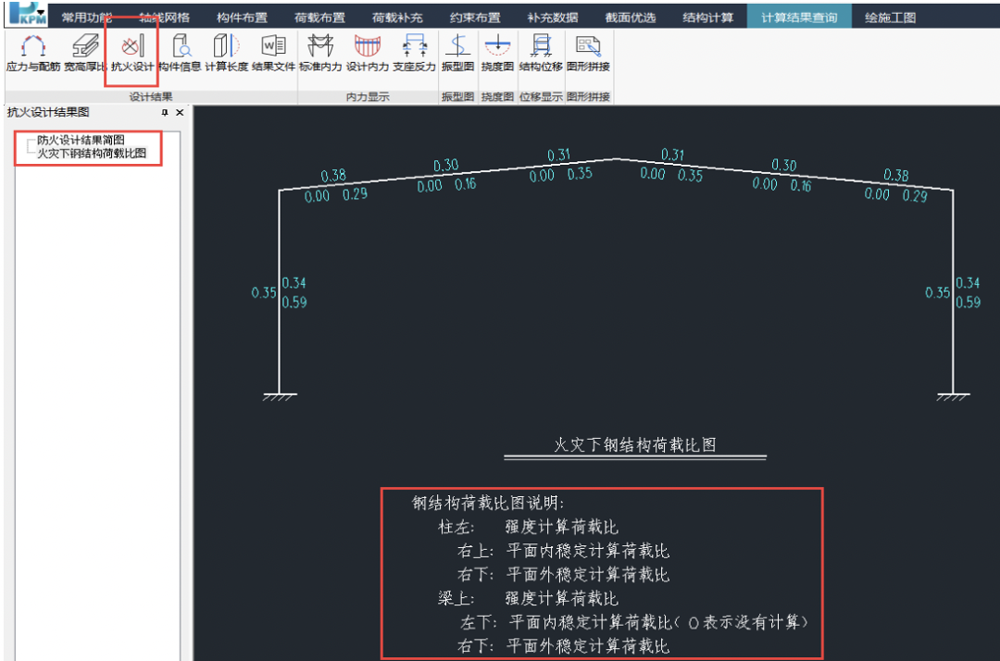 PKPM 常用功能 轴线网格 构件布置 荷载布置 荷载补充 约束布置 补充数据 截面优选 结构计算 计算结果查询 绘施工图
应力与配筋 宽高厚比 抗火设计 构件信息 计算长度 结果文件 标准内力 设计内力 支座反力 振型图 挠度图 结构位移 图形拼接
设计结果 内力显示 振型图 挠度图 位移显示 图形拼接
抗火设计结果图
防火设计结果简图
火灾下钢结构荷载比图
0.31 0.31
0.30 0.00 0.35 0.00 0.35 0.30
0.38 0.00 0.16 0.00 0.16 0.38
0.00 0.29 0.00 0.29
0.34 0.34
0.35 0.35
0.59 0.59
火灾下钢结构荷载比图
钢结构荷载比图说明:
柱左: 强度计算荷载比
右上: 平面内稳定计算荷载比
右下: 平面外稳定计算荷载比
梁上: 强度计算荷载比
左下: 平面内稳定计算荷载比( 0表示没有计算)
右下: 平面外稳定计算荷载比